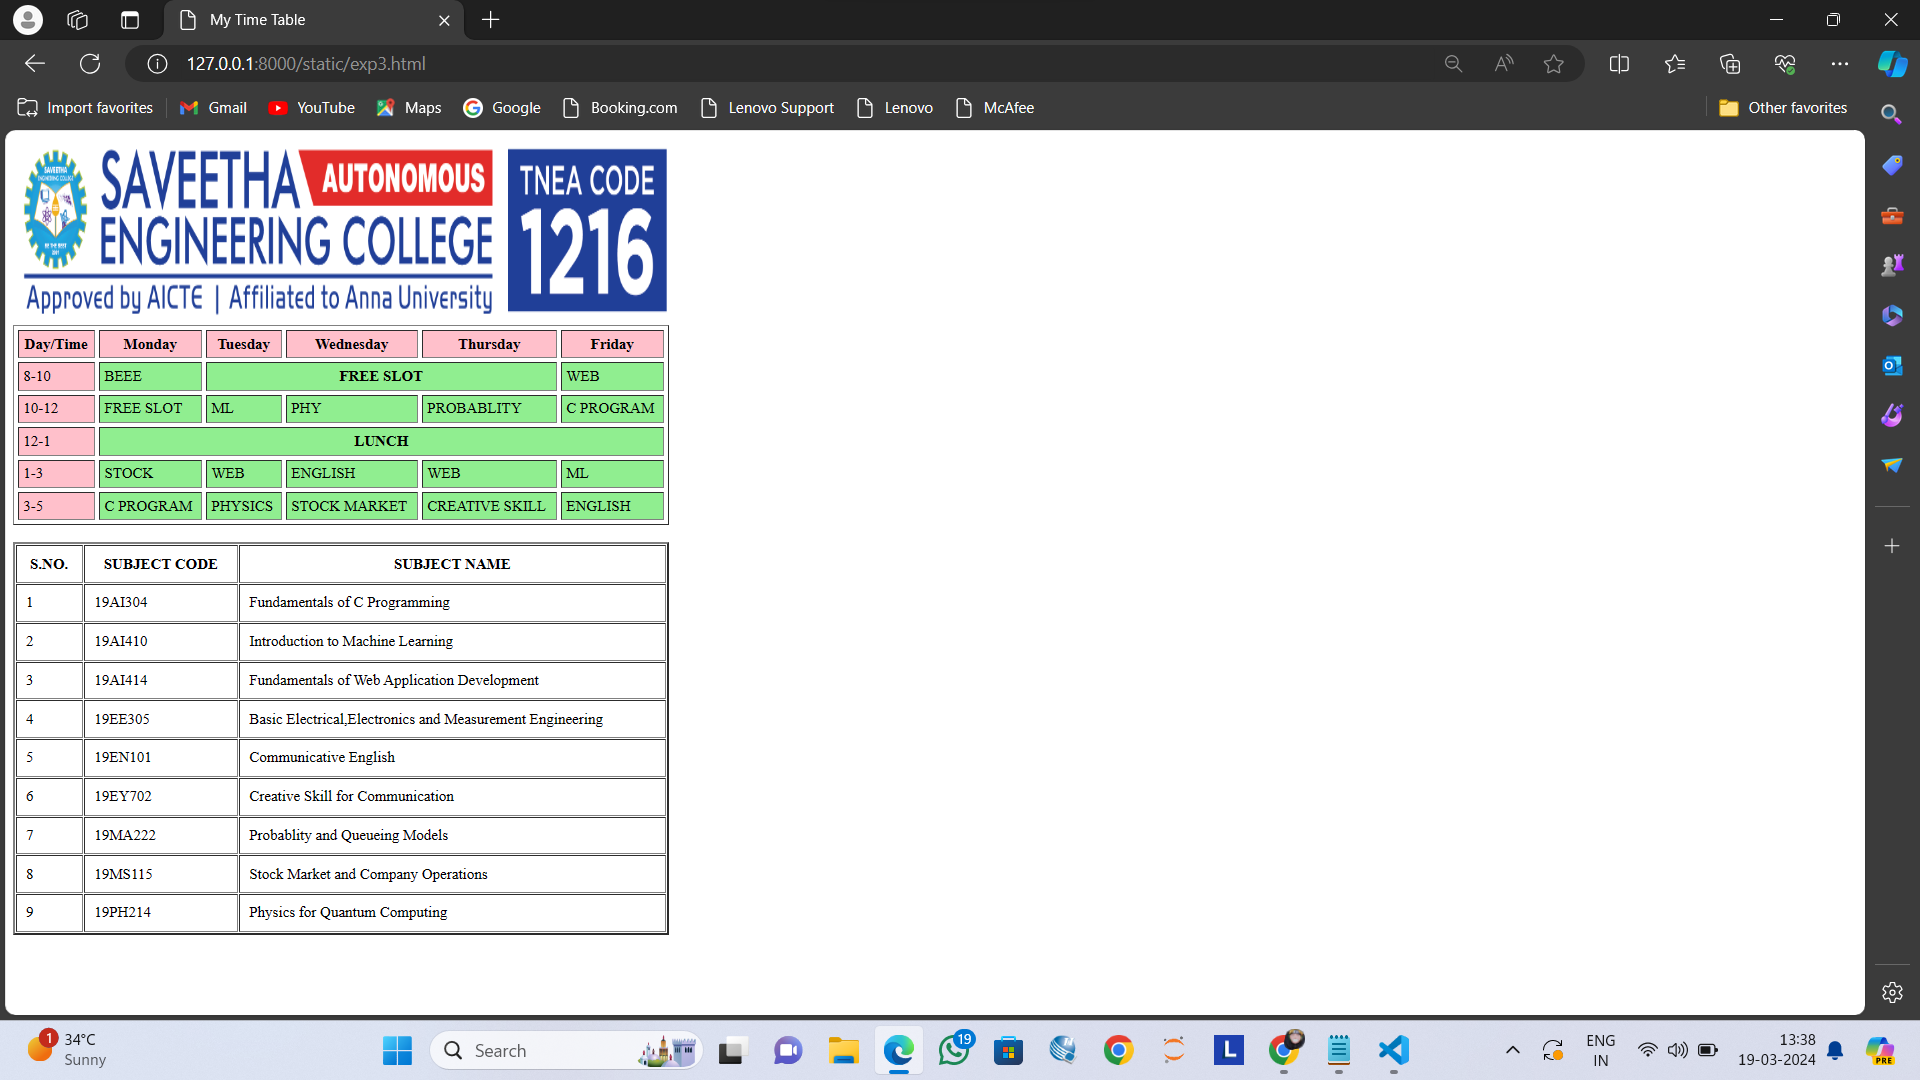 My Time Table
127.0.0.1:8000/static/exp3.html
Import favorites Gmail YouTube Maps Google Booking.com Lenovo Support Lenovo McAfee Other favorites
SAVEETHA AUTONOMOUS
ENGINEERING COLLEGE
Approved by AICTE | Affiliated to Anna University
TNEA CODE
1216
Day/Time Monday Tuesday Wednesday Thursday Friday
8-10 BEEE FREE SLOT WEB
10-12 FREE SLOT ML PHY PROBABLITY C PROGRAM
12-1 LUNCH
1-3 STOCK WEB ENGLISH WEB ML
3-5 C PROGRAM PHYSICS STOCK MARKET CREATIVE SKILL ENGLISH
S.NO. SUBJECT CODE SUBJECT NAME
1 19AI304 Fundamentals of C Programming
2 19AI410 Introduction to Machine Learning
3 19AI414 Fundamentals of Web Application Development
4 19EE305 Basic Electrical,Electronics and Measurement Engineering
5 19EN101 Communicative English
6 19EY702 Creative Skill for Communication
7 19MA222 Probablity and Queueing Models
8 19MS115 Stock Market and Company Operations
9 19PH214 Physics for Quantum Computing
1
34°C
Sunny
Search
19
L
ENG
IN
13:38
19-03-2024
PRE